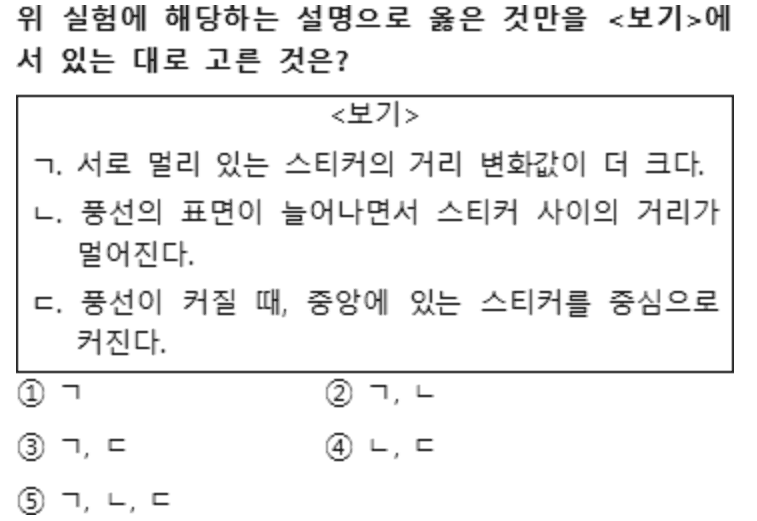 위 실험에 해당하는 설명으로 옳은 것만을 <보기>에
서 있는 대로 고른 것은?
<보기>
ㄱ. 서로 멀리 있는 스티커의 거리 변화값이 더 크다.
ㄴ. 풍선의 표면이 늘어나면서 스티커 사이의 거리가
멀어진다.
ㄷ. 풍선이 커질 때, 중앙에 있는 스티커를 중심으로
커진다.
① ㄱ ② ㄱ, ㄴ
③ ㄱ, ㄷ ④ ㄴ, ㄷ
⑤ ㄱ, ㄴ, ㄷ